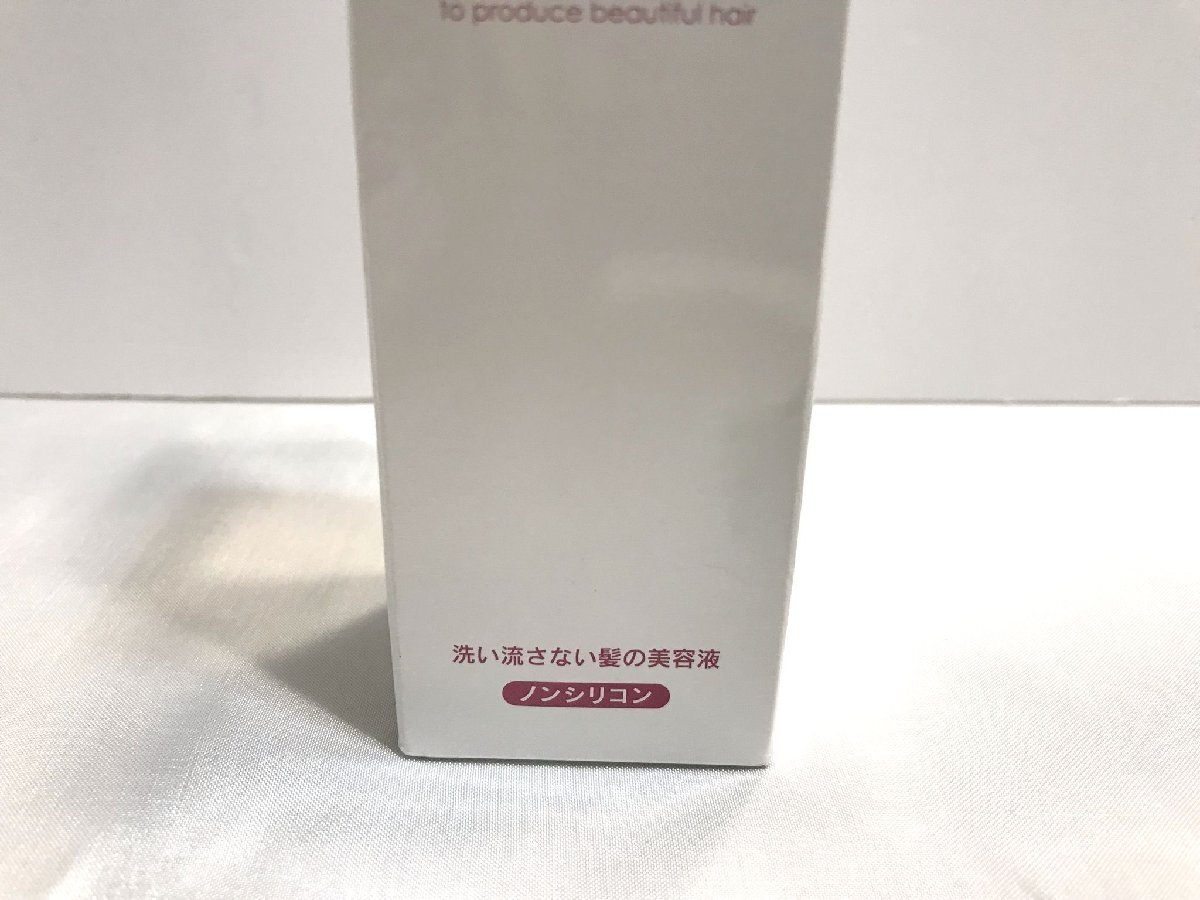 to produce beautiful hair
洗い流さない髪の美容液
ノンシリコン